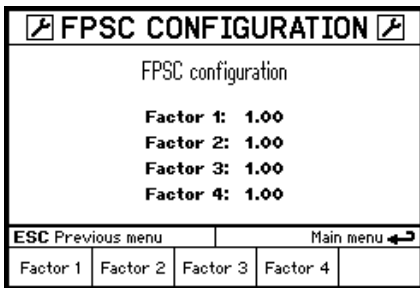 FPSC CONFIGURATION
FPSC configuration
Factor 1: 1.00
Factor 2: 1.00
Factor 3: 1.00
Factor 4: 1.00
ESC Previous menu Main menu
Factor 1 Factor 2 Factor 3 Factor 4